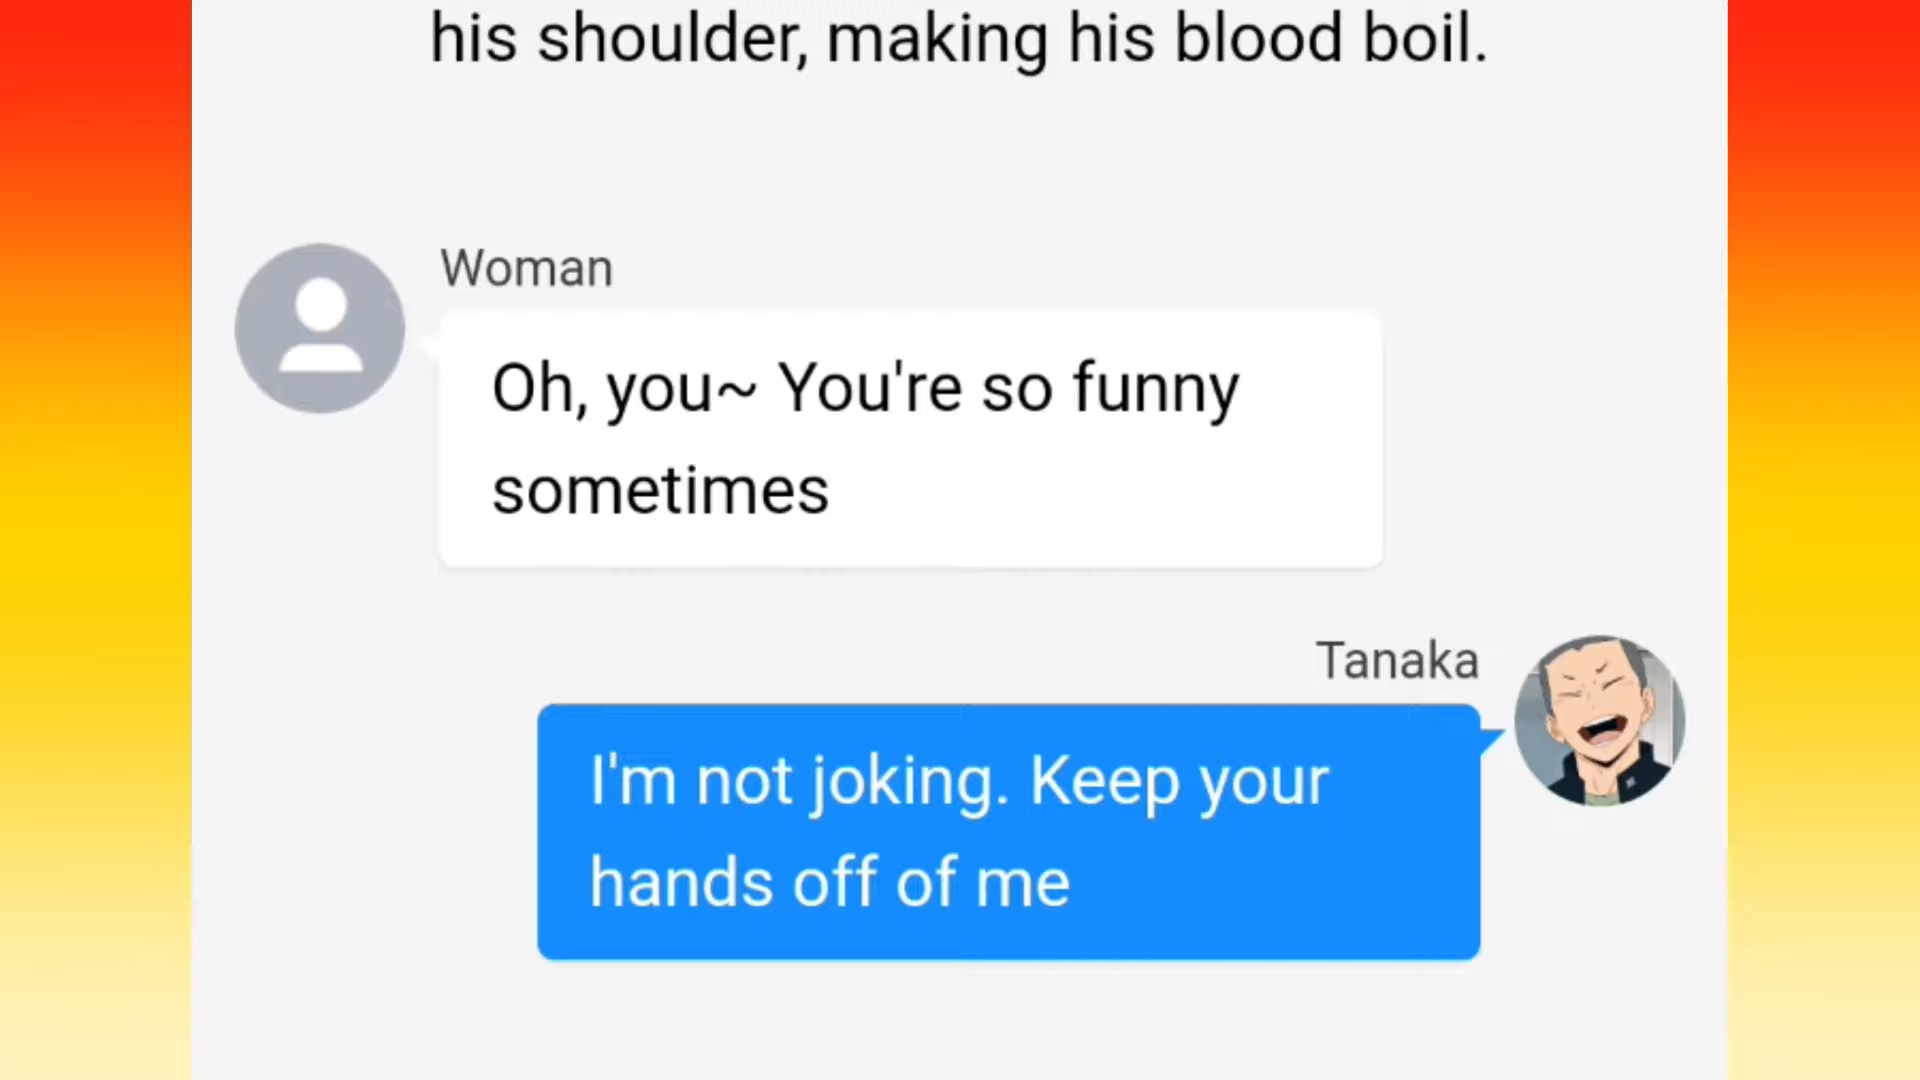 his shoulder, making his blood boil.
Woman
Oh, you~ You're so funny
sometimes
Tanaka
I'm not joking. Keep your
hands off of me